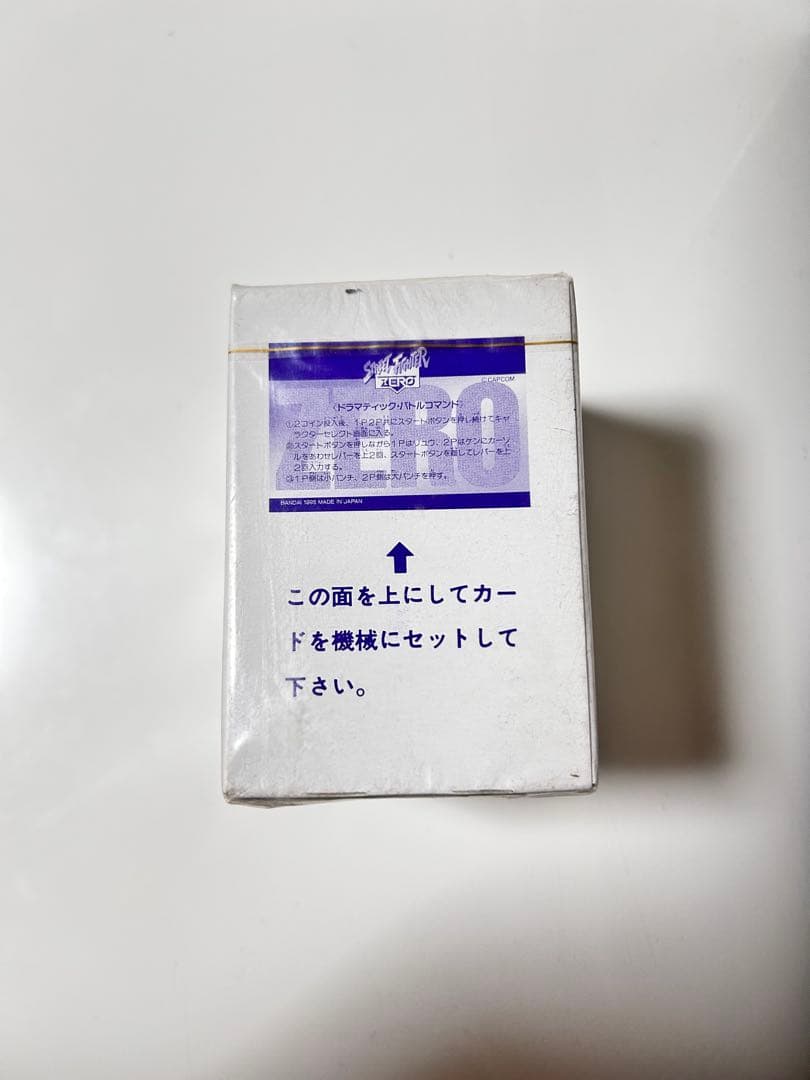 STREET FIGHTER
ZERO
© CAPCOM
ZERO
〈ドラマティック・バトルコマンド〉
①2コイン投入後、1P2P共にスタートボタンを押し続けてキャ
ラクターセレクト画面に入る。
②スタートボタンを押しながら1Pはリュウ、2Pはケンにカーソ
ルをあわせレバーを上2回、スタートボタンを離してレバーを上
2回入力する。
③1P側は小パンチ、2P側は大パンチを押す。
BANDAI 1995 MADE IN JAPAN
この面を上にしてカー
ドを機械にセットして
下さい。